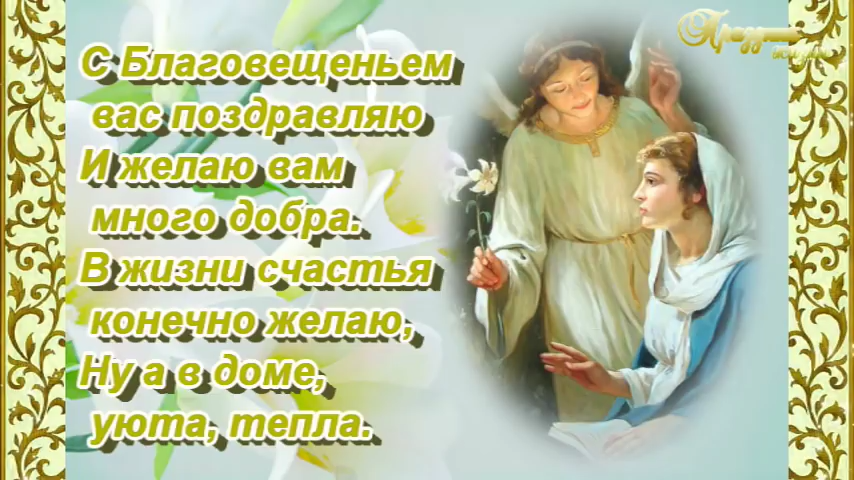 С Благовещеньем
вас поздравляю
И желаю вам
много добра.
В жизни счастья
конечно желаю,
Ну а в доме,
уюта, тепла.